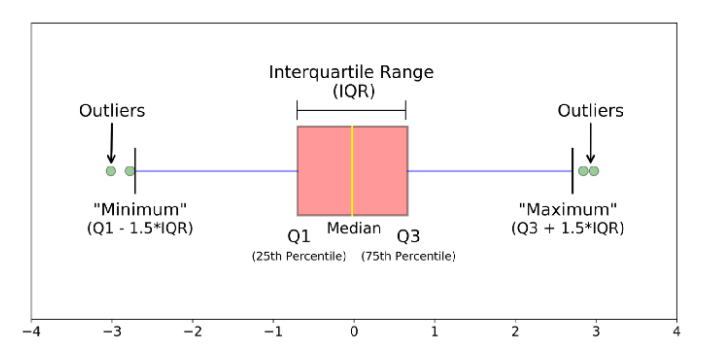 Interquartile Range
(IQR)
Outliers
Outliers
"Minimum"
(Q1 - 1.5*IQR)
"Maximum"
(Q3 + 1.5*IQR)
Q1
Median
Q3
(25th Percentile)
(75th Percentile)
−4
−3
−2
−1
0
1
2
3
4